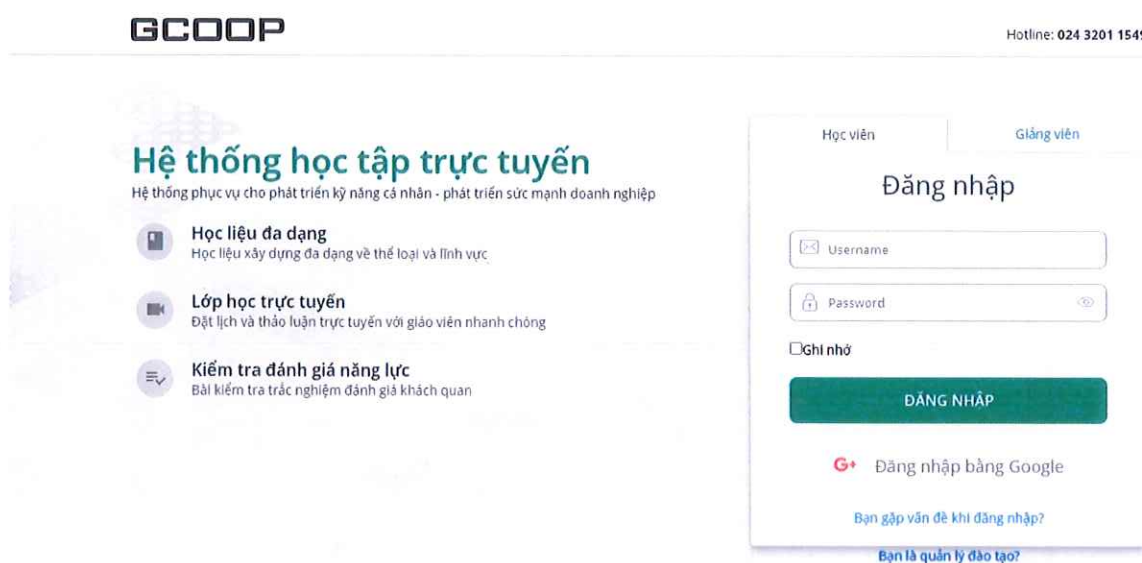 GCOOP
Hotline: 024 3201 1549
Hệ thống học tập trực tuyến
Hệ thống phục vụ cho phát triển kỹ năng cá nhân - phát triển sức mạnh doanh nghiệp
Học liệu đa dạng
Học liệu xây dựng đa dạng về thể loại và lĩnh vực
Lớp học trực tuyến
Đặt lịch và thảo luận trực tuyến với giáo viên nhanh chóng
Kiểm tra đánh giá năng lực
Bài kiểm tra trắc nghiệm đánh giá khách quan
Học viên
Giảng viên
Đăng nhập
Username
Password
Ghi nhớ
ĐĂNG NHẬP
G+ Đăng nhập bằng Google
Bạn gặp vấn đề khi đăng nhập?
Bạn là quản lý đào tạo?